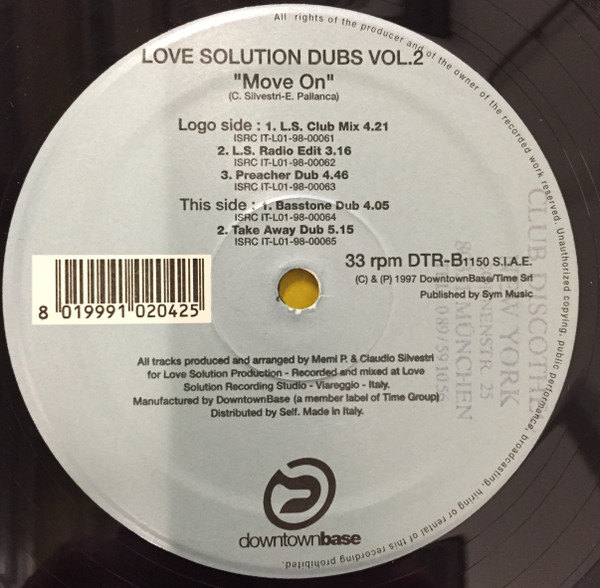 All rights of the producer and of the owner of the recorded work reserved. Unauthorized copying, public performance, broadcasting, hiring or rental of this recording prohibited.
LOVE SOLUTION DUBS VOL.2
"Move On"
(C. Silvestri-E. Pallanca)
Logo side : 1. L.S. Club Mix 4.21
ISRC IT-L01-98-00061
2. L.S. Radio Edit 3.16
ISRC IT-L01-98-00062
3. Preacher Dub 4.46
ISRC IT-L01-98-00063
This side : 1. Basstone Dub 4.05
ISRC IT-L01-98-00064
2. Take Away Dub 5.15
ISRC IT-L01-98-00065
33 rpm DTR-B1150 S.I.A.E.
(C) & (P) 1997 DowntownBase/Time Srl
Published by Sym Music
8 019991 020425
CLUB DISCOTHE
NEW YORK
NENSTR. 25
MÜNCHEN
All tracks produced and arranged by Memi P. & Claudio Silvestri
for Love Solution Production - Recorded and mixed at Love
Solution Recording Studio - Viareggio - Italy.
Manufactured by DowntownBase (a member label of Time Group)
Distributed by Self. Made in Italy.
downtownbase